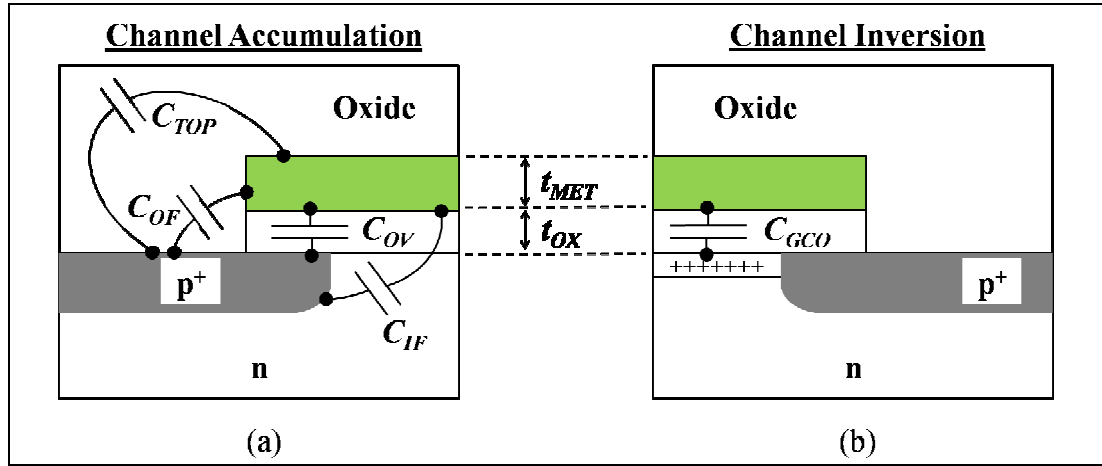 Channel Accumulation
Channel Inversion
Oxide
Oxide
C_TOP
t_MET
C_OF
C_OV
t_OX
C_GCO
+++++++
p+
p+
C_IF
n
n
(a)
(b)